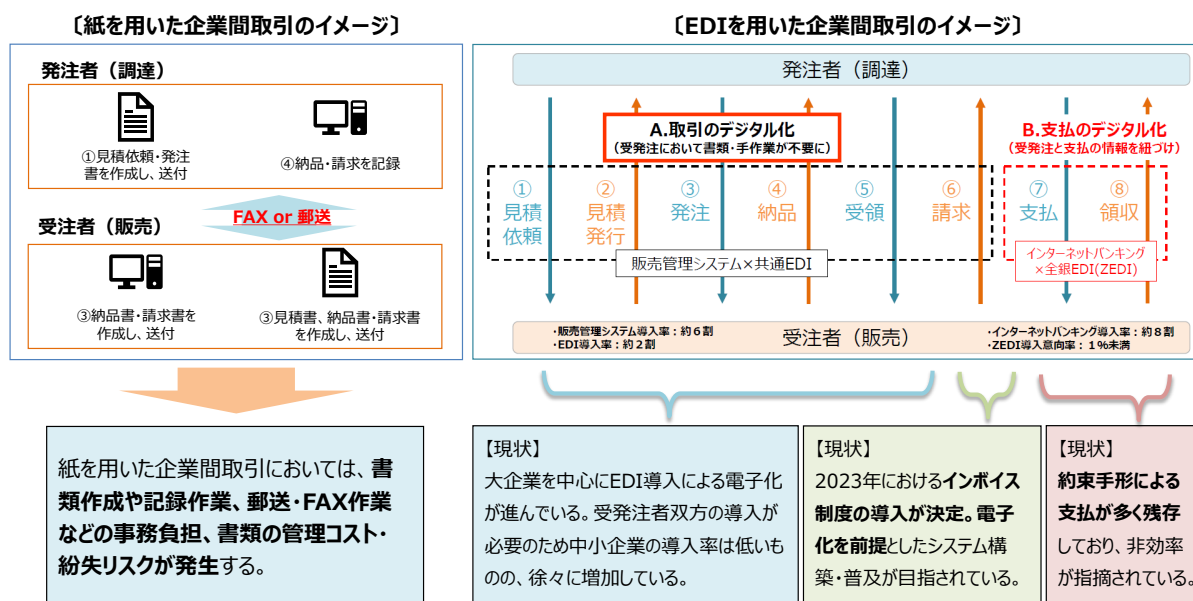 〔紙を用いた企業間取引のイメージ〕
発注者（調達）
①見積依頼・発注
書を作成し、送付
④納品・請求を記録
FAX or 郵送
受注者（販売）
③納品書・請求書を
作成し、送付
③見積書、納品書・請求書
を作成し、送付
紙を用いた企業間取引においては、書
類作成や記録作業、郵送・FAX作業
などの事務負担、書類の管理コスト・
紛失リスクが発生する。
〔EDIを用いた企業間取引のイメージ〕
発注者（調達）
A.取引のデジタル化
（受発注において書類・手作業が不要に）
B.支払のデジタル化
（受発注と支払の情報を紐づけ）
①
見積
依頼
②
見積
発行
③
発注
④
納品
⑤
受領
⑥
請求
⑦
支払
⑧
領収
販売管理システム×共通EDI
インターネットバンキング
×全銀EDI(ZEDI)
・販売管理システム導入率：約６割
・EDI導入率：約２割
受注者（販売）
・インターネットバンキング導入率：約８割
・ZEDI導入意向率：１%未満
【現状】
大企業を中心にEDI導入による電子化
が進んでいる。受発注者双方の導入が
必要のため中小企業の導入率は低いも
のの、徐々に増加している。
【現状】
2023年におけるインボイス
制度の導入が決定。電子
化を前提としたシステム構
築・普及が目指されている。
【現状】
約束手形による
支払が多く残存
しており、非効率
が指摘されている。